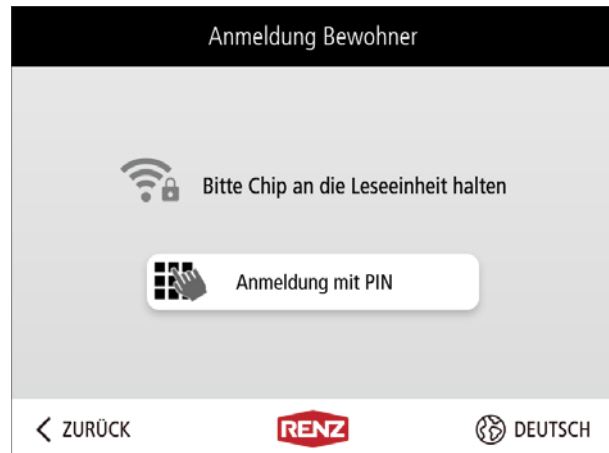 Anmeldung Bewohner
Bitte Chip an die Leseeinheit halten
Anmeldung mit PIN
ZURÜCK
RENZ
DEUTSCH